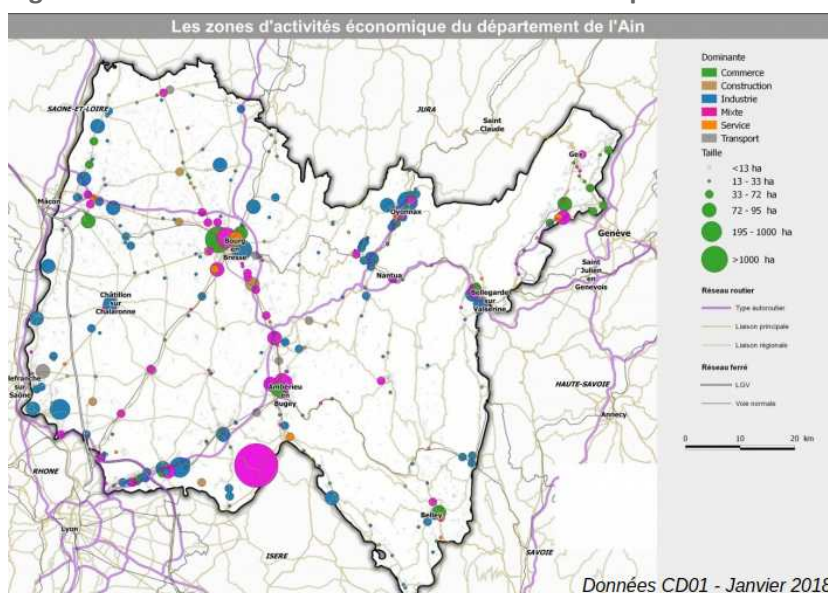 Les zones d'activités économique du département de l'Ain
Dominante
Commerce
Construction
Industrie
Mixte
Service
Transport
Taille
<13 ha
13 - 33 ha
33 - 72 ha
72 - 95 ha
195 - 1000 ha
>1000 ha
Réseau routier
Type autoroutier
Liaison principale
Liaison régionale
Réseau ferré
LGV
Voie normale
0 10 20 km
SAONE-ET-LOIRE
JURA
Saint
Claude
Gex
Mâcon
Oyonnax
Bourg
en
Bresse
Genève
Nantua
Saint
Julien
en
Genevois
Bellegarde
sur
Valserine
Châtillon
sur
Chalaronne
HAUTE-SAVOIE
lefranche
sur
Saône
Ambérieu
en
Bugey
Annecy
RHONE
Lyon
Belley
ISERE
SAVOIE
Données CD01 - Janvier 2018